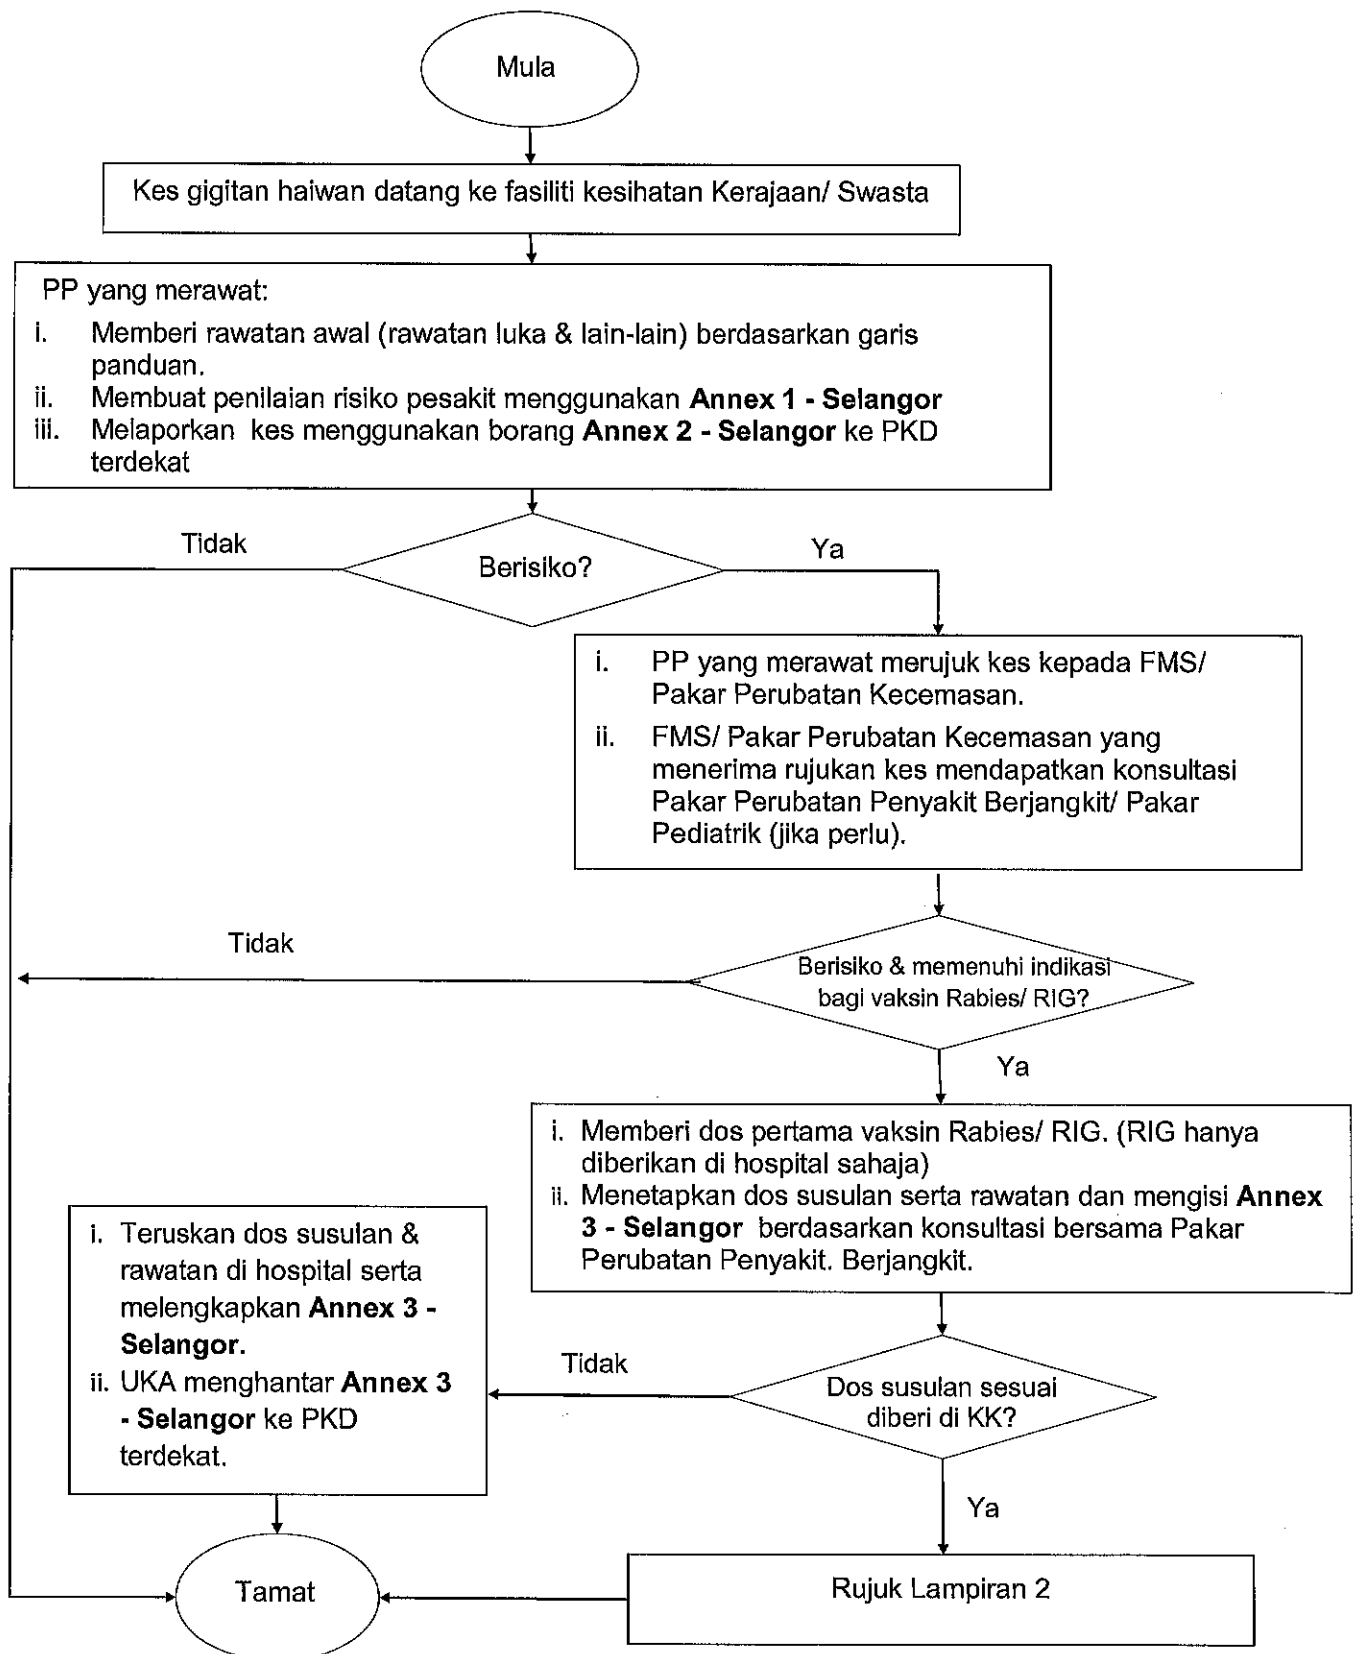 Mula
Kes gigitan haiwan datang ke fasiliti kesihatan Kerajaan/ Swasta
PP yang merawat:
i. Memberi rawatan awal (rawatan luka & lain-lain) berdasarkan garis
panduan.
ii. Membuat penilaian risiko pesakit menggunakan Annex 1 - Selangor
iii. Melaporkan kes menggunakan borang Annex 2 - Selangor ke PKD
terdekat
Tidak
Berisiko?
Ya
i. PP yang merawat merujuk kes kepada FMS/
Pakar Perubatan Kecemasan.
ii. FMS/ Pakar Perubatan Kecemasan yang
menerima rujukan kes mendapatkan konsultasi
Pakar Perubatan Penyakit Berjangkit/ Pakar
Pediatrik (jika perlu).
Tidak
Berisiko & memenuhi indikasi
bagi vaksin Rabies/ RIG?
Ya
i. Memberi dos pertama vaksin Rabies/ RIG. (RIG hanya
diberikan di hospital sahaja)
ii. Menetapkan dos susulan serta rawatan dan mengisi Annex
3 - Selangor berdasarkan konsultasi bersama Pakar
Perubatan Penyakit. Berjangkit.
i. Teruskan dos susulan &
rawatan di hospital serta
melengkapkan Annex 3 -
Selangor.
ii. UKA menghantar Annex 3
- Selangor ke PKD
terdekat.
Tidak
Dos susulan sesuai
diberi di KK?
Ya
Tamat
Rujuk Lampiran 2